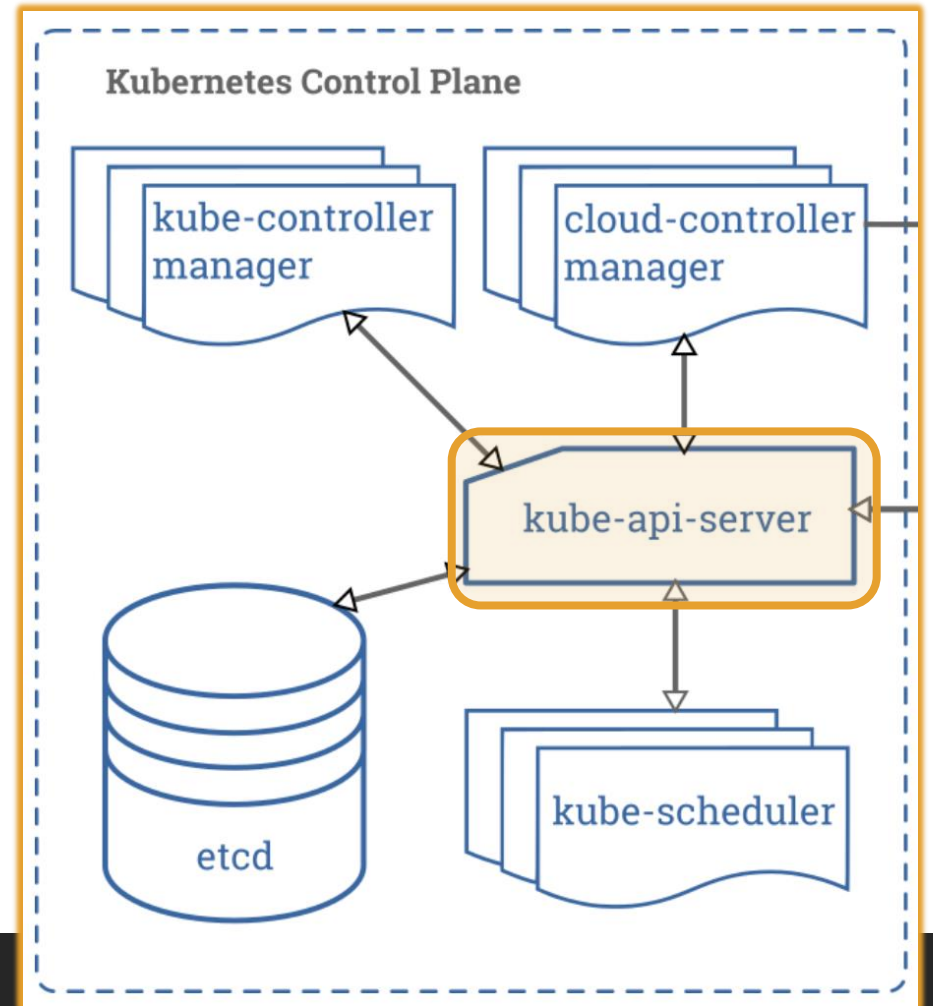 Kubernetes Control Plane
kube-controller
manager
cloud-controller
manager
kube-api-server
kube-scheduler
etcd